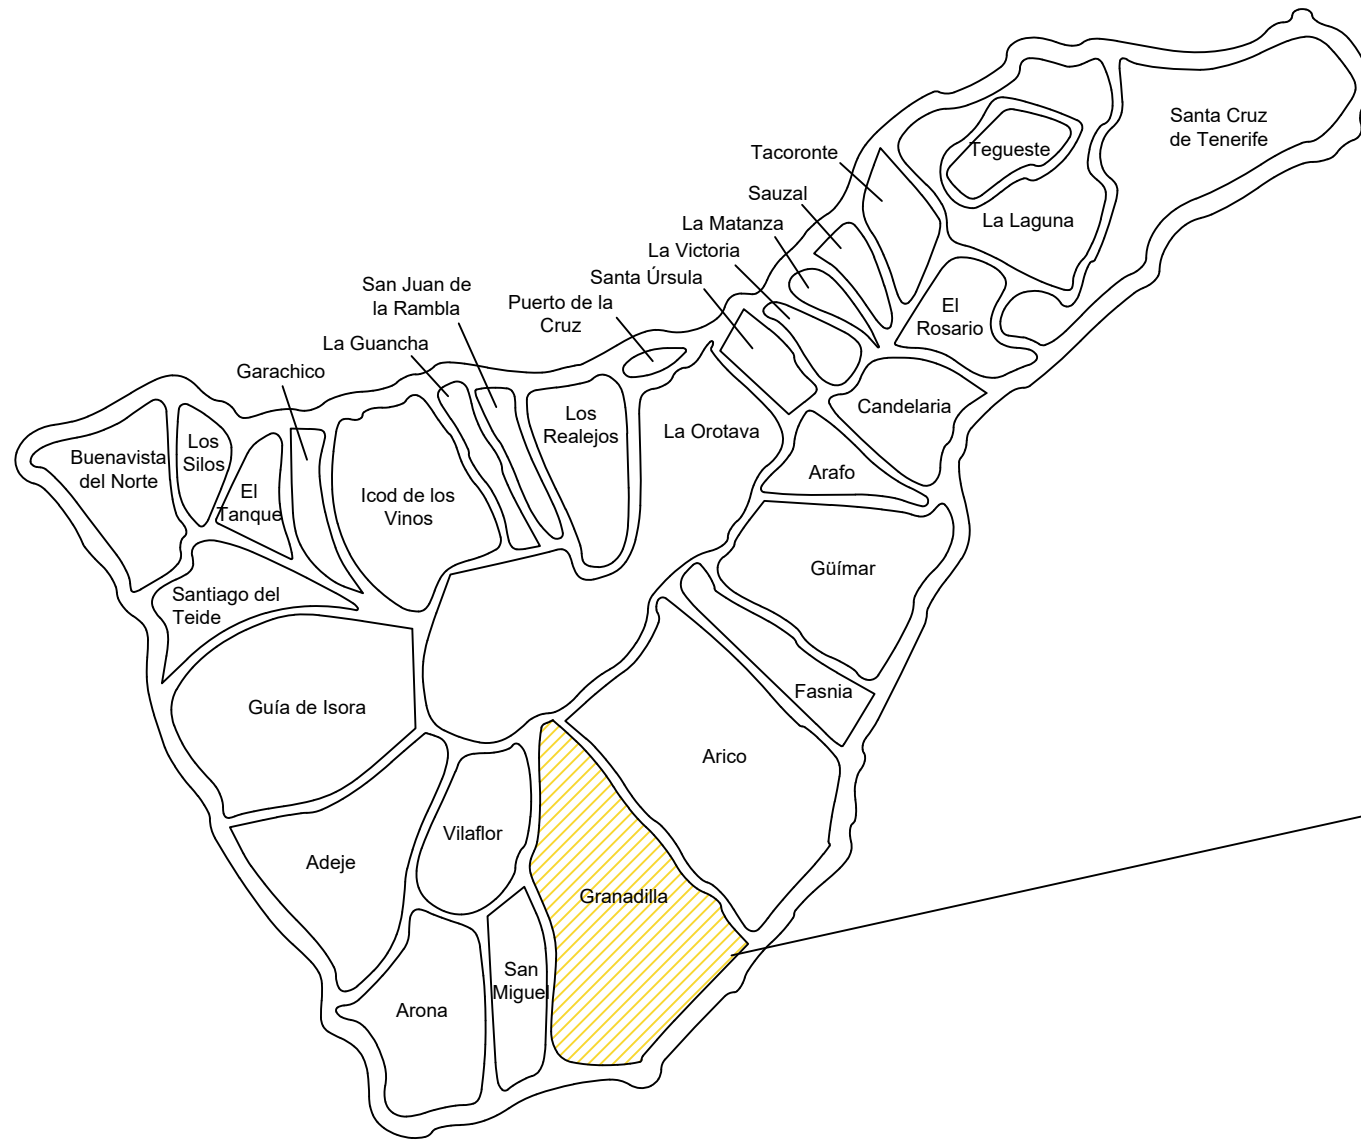 Santa Cruz
de Tenerife
Tegueste
Tacoronte
Sauzal
La Laguna
La Matanza
La Victoria
Santa Úrsula
San Juan de
la Rambla
Puerto de la
Cruz
El
Rosario
La Guancha
Garachico
Candelaria
Los
Realejos
La Orotava
Los
Silos
Buenavista
del Norte
Arafo
El
Tanque
Icod de los
Vinos
Güímar
Santiago del
Teide
Fasnia
Guía de Isora
Arico
Vilaflor
Adeje
Granadilla
San
Miguel
Arona